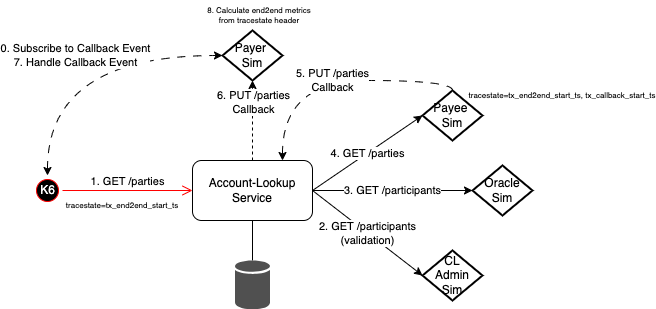 8. Calculate end2end metrics
from tracestate header
0. Subscribe to Callback Event
7. Handle Callback Event
Payer
Sim
5. PUT /parties
Callback
6. PUT /parties
Callback
tracestate=tx_end2end_start_ts, tx_callback_start_ts
Payee
Sim
4. GET /parties
K6
1. GET /parties
tracestate=tx_end2end_start_ts
Account-Lookup
Service
3. GET /participants
Oracle
Sim
2. GET /participants
(validation)
CL
Admin
Sim